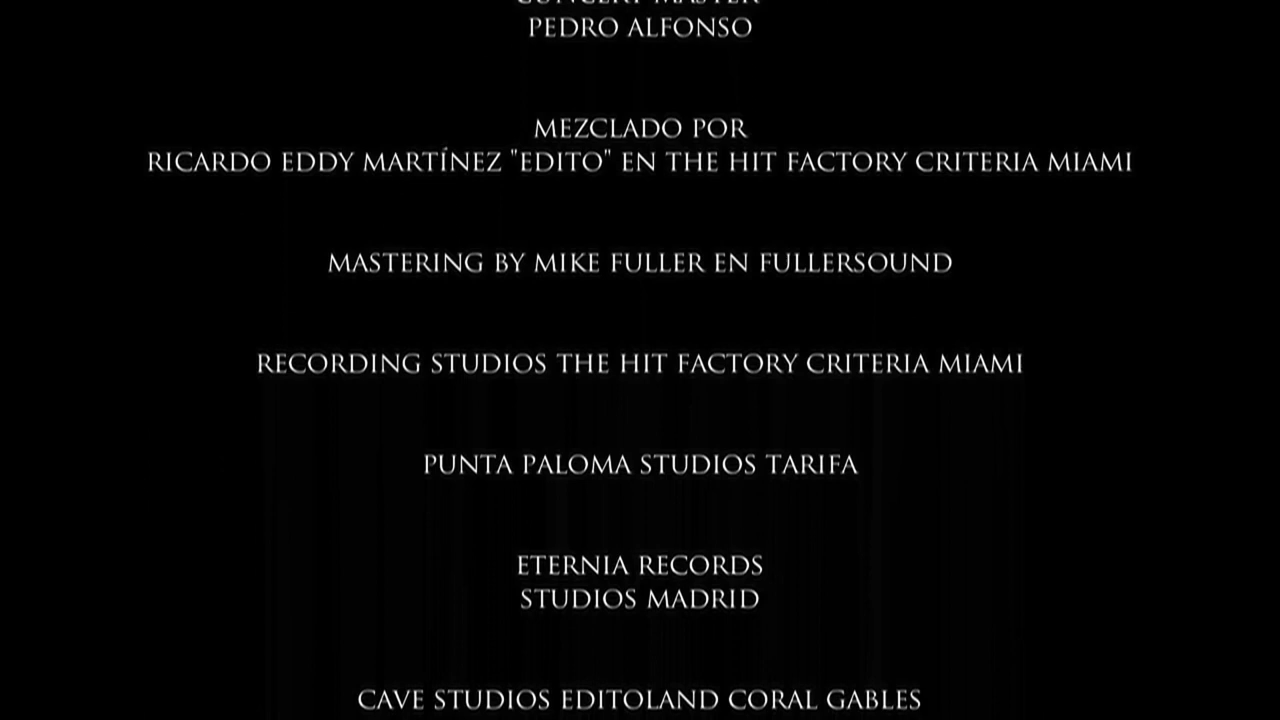 CONCERT MASTER
PEDRO ALFONSO
MEZCLADO POR
RICARDO EDDY MARTÍNEZ "EDITO" EN THE HIT FACTORY CRITERIA MIAMI
MASTERING BY MIKE FULLER EN FULLERSOUND
RECORDING STUDIOS THE HIT FACTORY CRITERIA MIAMI
PUNTA PALOMA STUDIOS TARIFA
ETERNIA RECORDS
STUDIOS MADRID
CAVE STUDIOS EDITOLAND CORAL GABLES